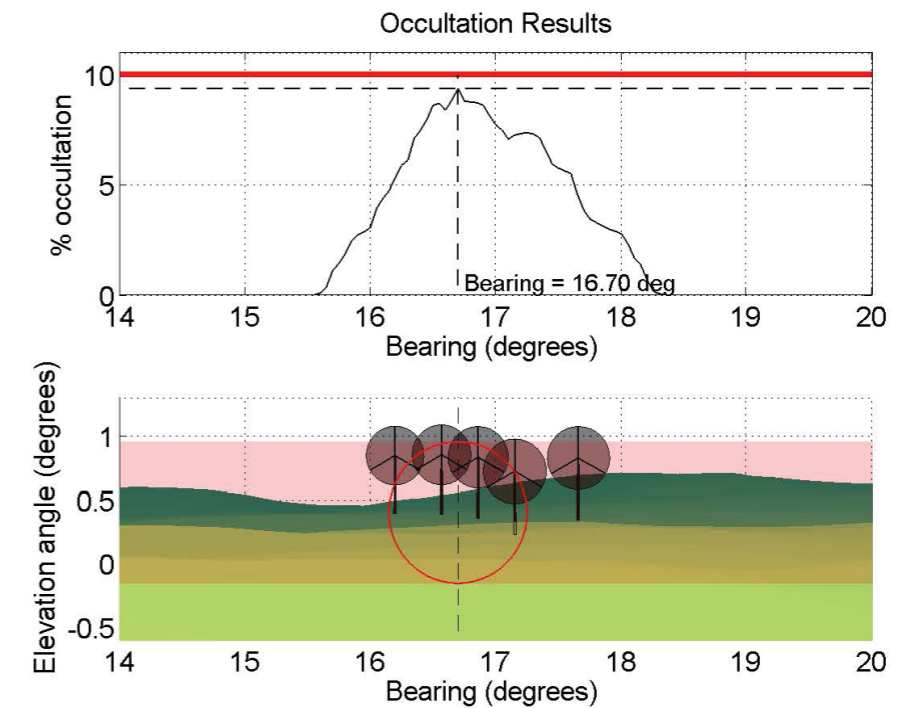 Occultation Results
% occultation
10
5
0
Bearing = 16.70 deg
14 15 16 17 18 19 20
Bearing (degrees)
Elevation angle (degrees)
1
0.5
0
-0.5
14 15 16 17 18 19 20
Bearing (degrees)